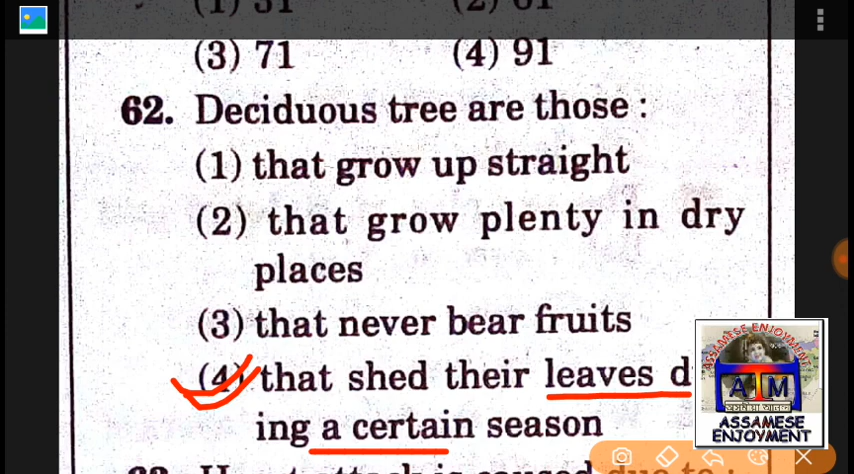 (3) 71 (4) 91
62. Deciduous tree are those :
(1) that grow up straight
(2) that grow plenty in dry
places
(3) that never bear fruits
(4) that shed their leaves d
ing a certain season
ASSAMESE ENJOYMENT
ATM
ASSAMESE
ENJOYMENT